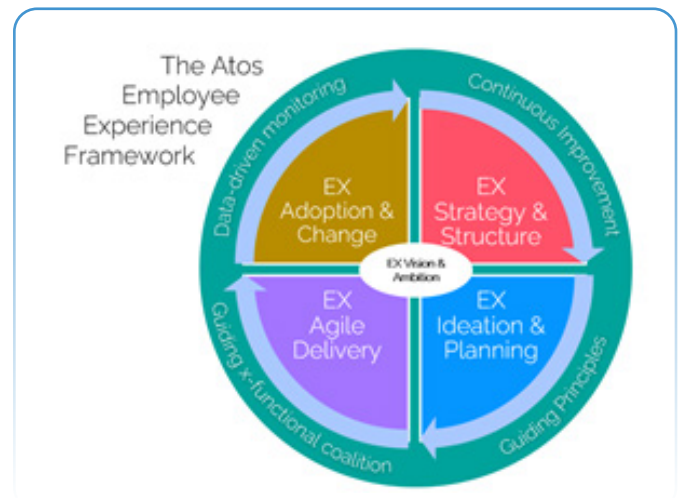 The Atos
Employee
Experience
Framework
Data-driven monitoring
Continuous Improvement
EX
Adoption &
Change
EX
Strategy &
Structure
EX Vision &
Ambition
EX
Agile
Delivery
EX
Ideation &
Planning
Guiding x-functional coalition
Guiding Principles